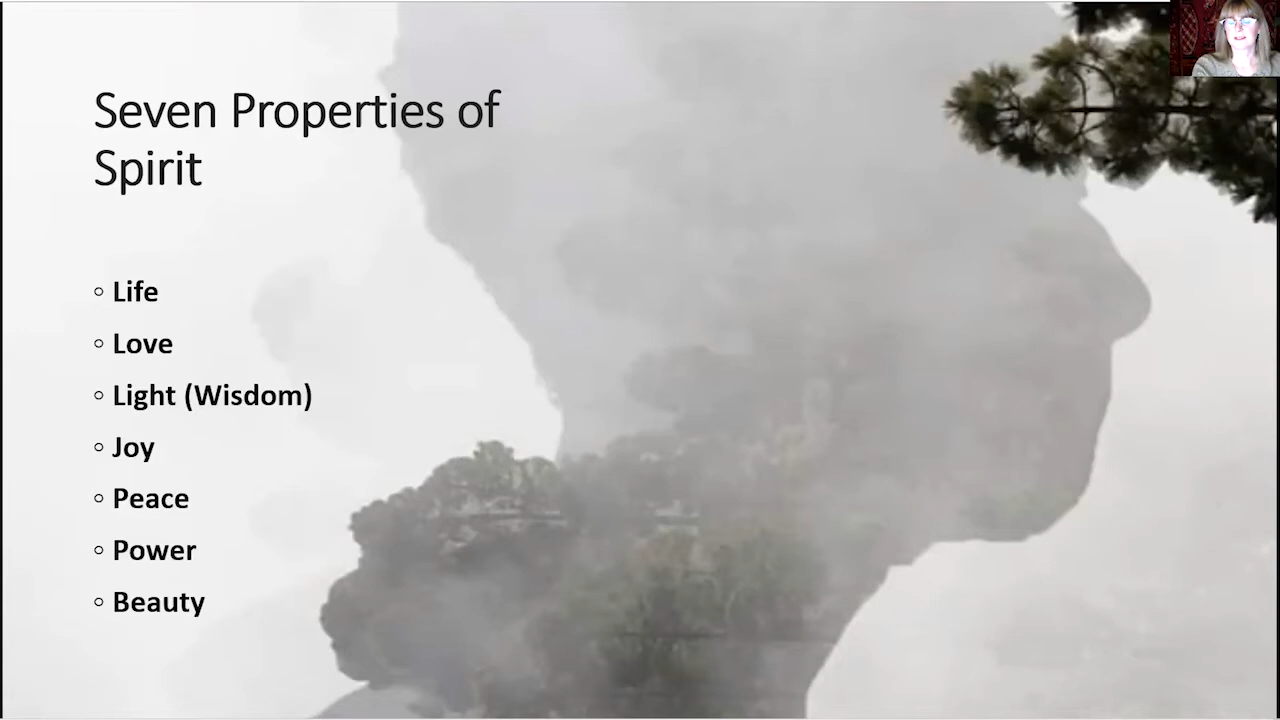 Seven Properties of
Spirit
Life
Love
Light (Wisdom)
Joy
Peace
Power
Beauty